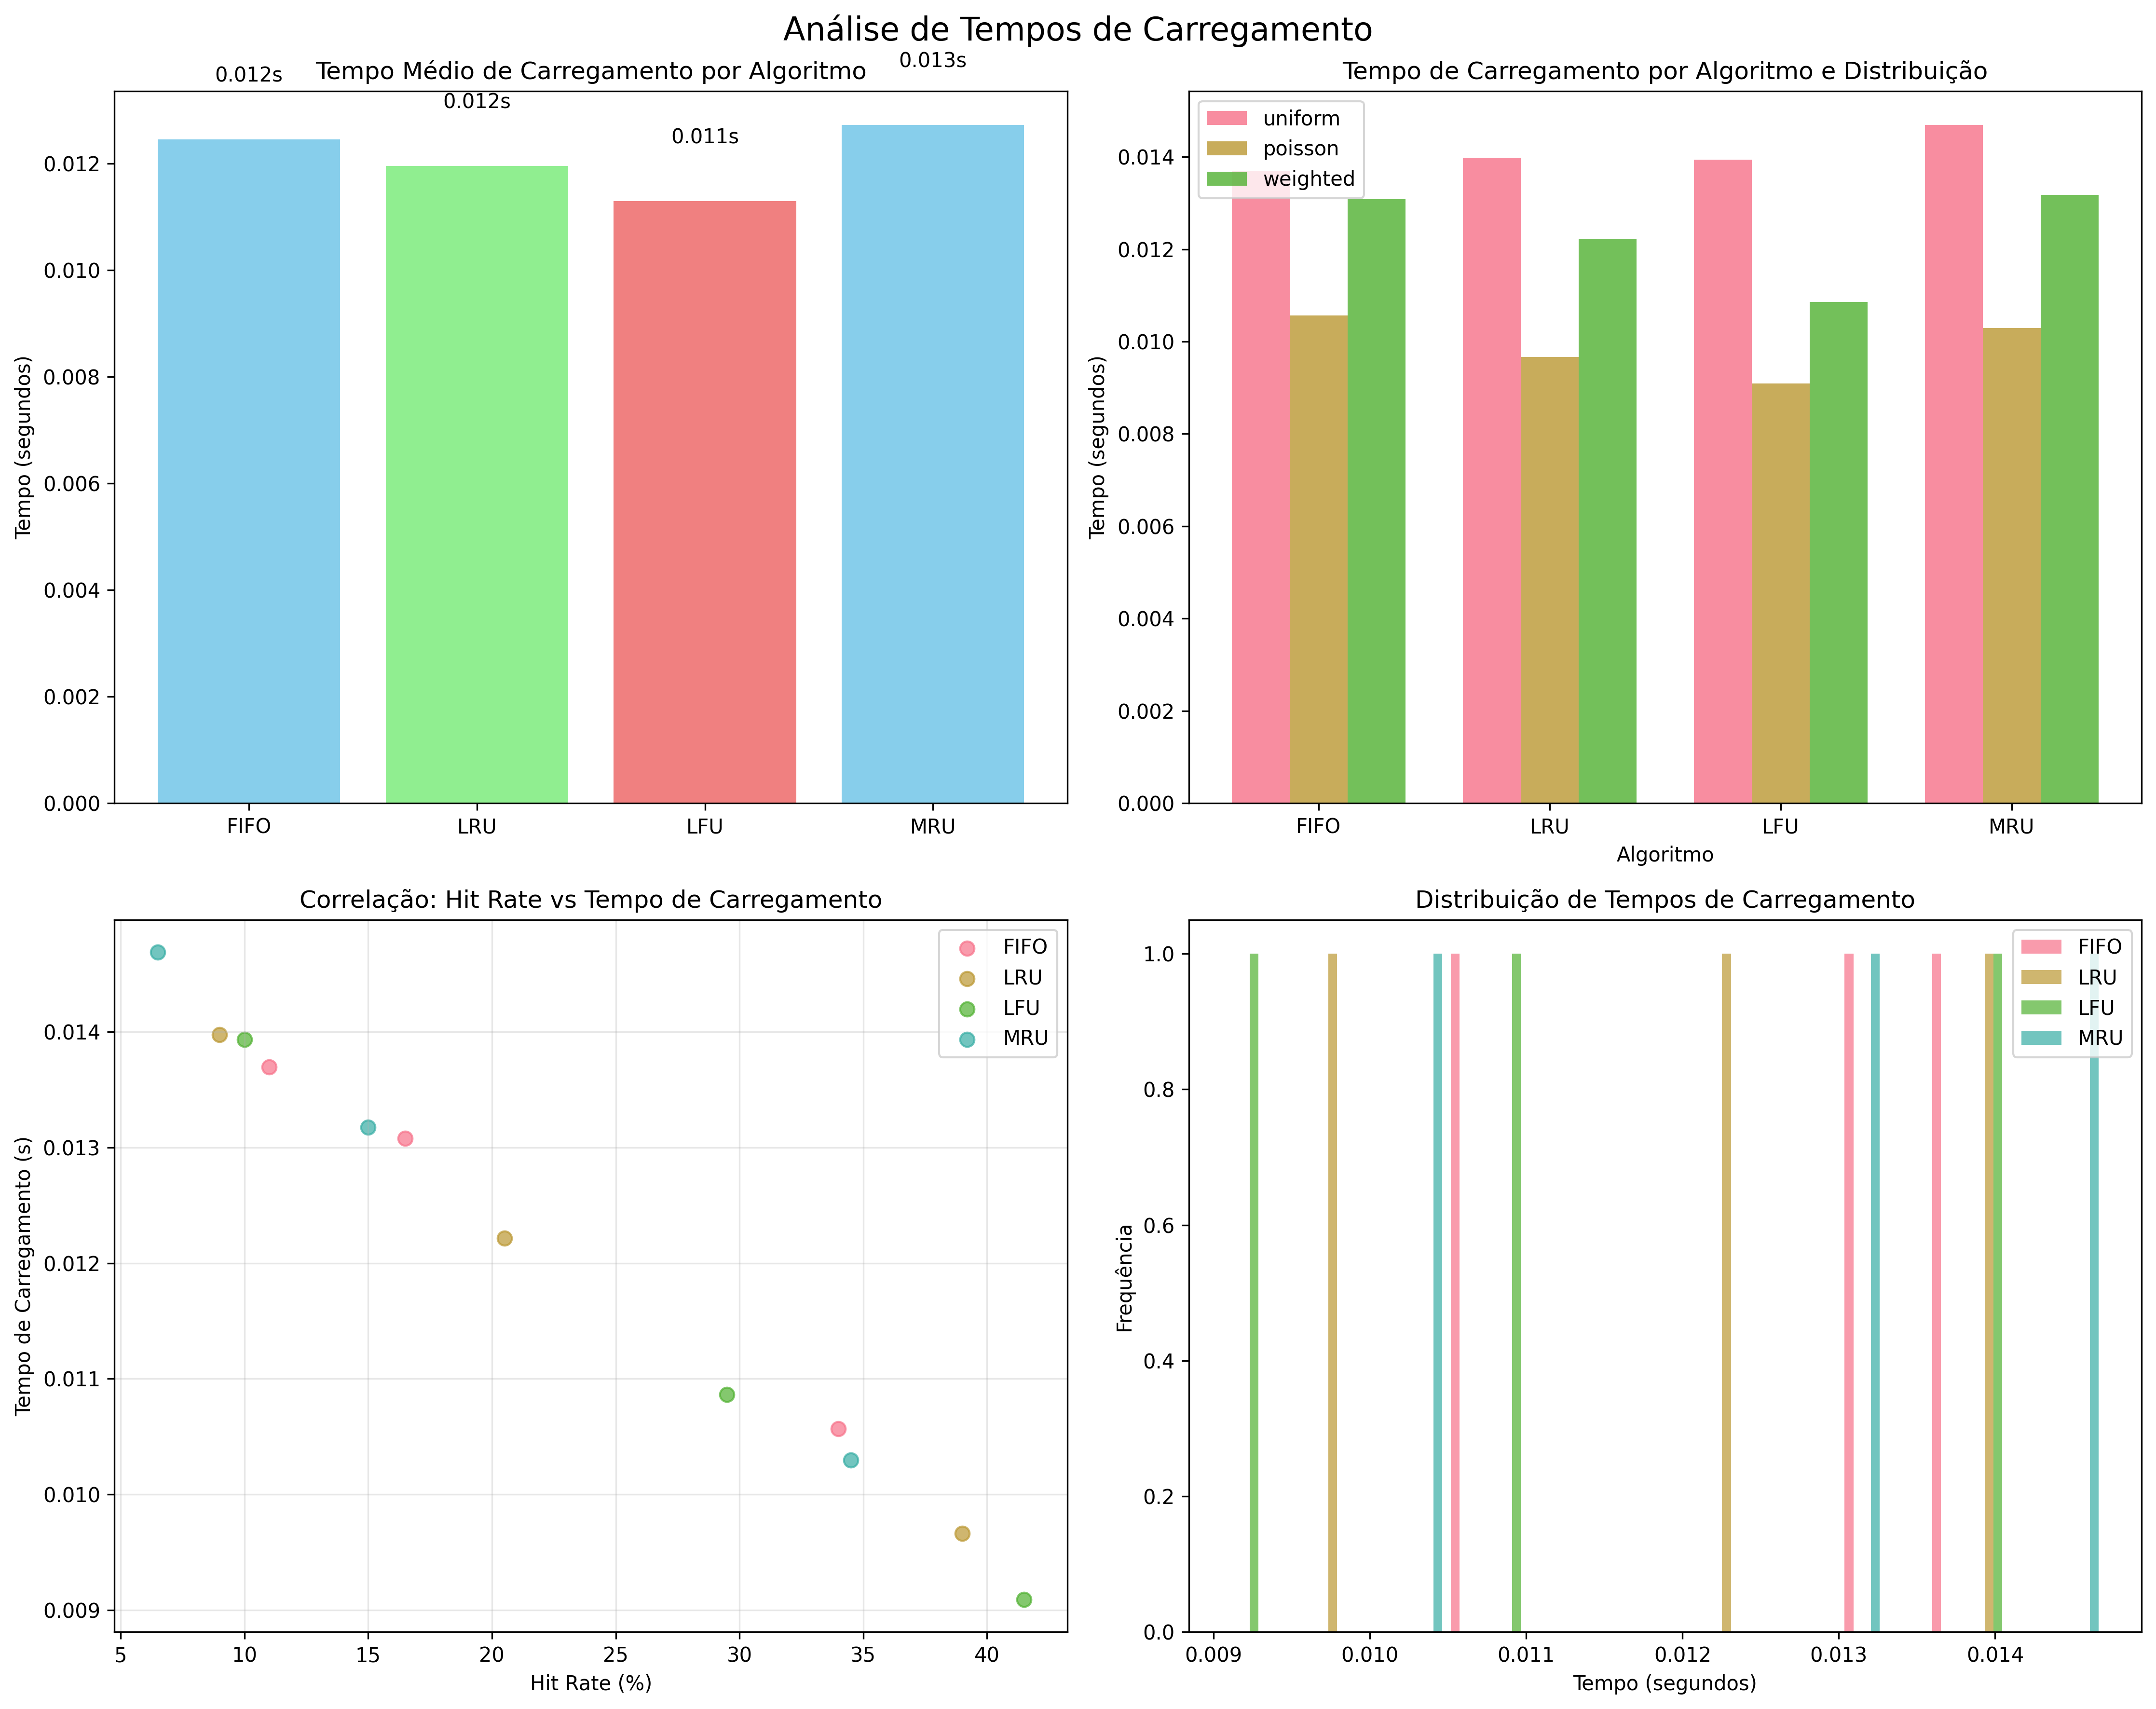 Análise de Tempos de Carregamento
Tempo Médio de Carregamento por Algoritmo
0.012s
0.012s
0.011s
0.013s
Tempo (segundos)
0.012
0.010
0.008
0.006
0.004
0.002
0.000
FIFO LRU LFU MRU
Tempo de Carregamento por Algoritmo e Distribuição
uniform
poisson
weighted
Tempo (segundos)
0.014
0.012
0.010
0.008
0.006
0.004
0.002
0.000
FIFO LRU LFU MRU
Algoritmo
Correlação: Hit Rate vs Tempo de Carregamento
FIFO
LRU
LFU
MRU
Tempo de Carregamento (s)
0.014
0.013
0.012
0.011
0.010
0.009
5 10 15 20 25 30 35 40
Hit Rate (%)
Distribuição de Tempos de Carregamento
FIFO
LRU
LFU
MRU
Frequência
1.0
0.8
0.6
0.4
0.2
0.0
0.009 0.010 0.011 0.012 0.013 0.014
Tempo (segundos)